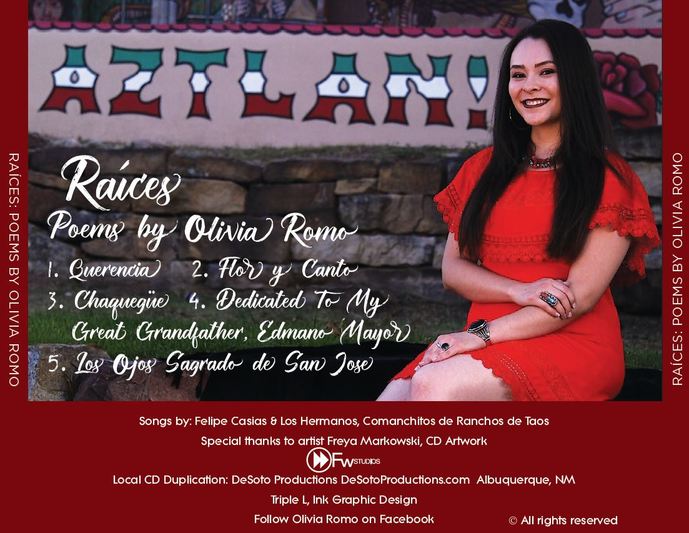 AZTLAN!
Raíces
Poems by Olivia Romo
1. Querencia 2. Flor y Canto
3. Chaquegüe 4. Dedicated To My
Great Grandfather, Edmano Mayor
5. Los Ojos Sagrado de San Jose
RAÍCES: POEMS BY OLIVIA ROMO
RAÍCES: POEMS BY OLIVIA ROMO
Songs by: Felipe Casias & Los Hermanos, Comanchitos de Ranchos de Taos
Special thanks to artist Freya Markowski, CD Artwork
FW STUDIOS
Local CD Duplication: DeSoto Productions DeSotoProductions.com Albuquerque, NM
Triple L, Ink Graphic Design
Follow Olivia Romo on Facebook
© All rights reserved